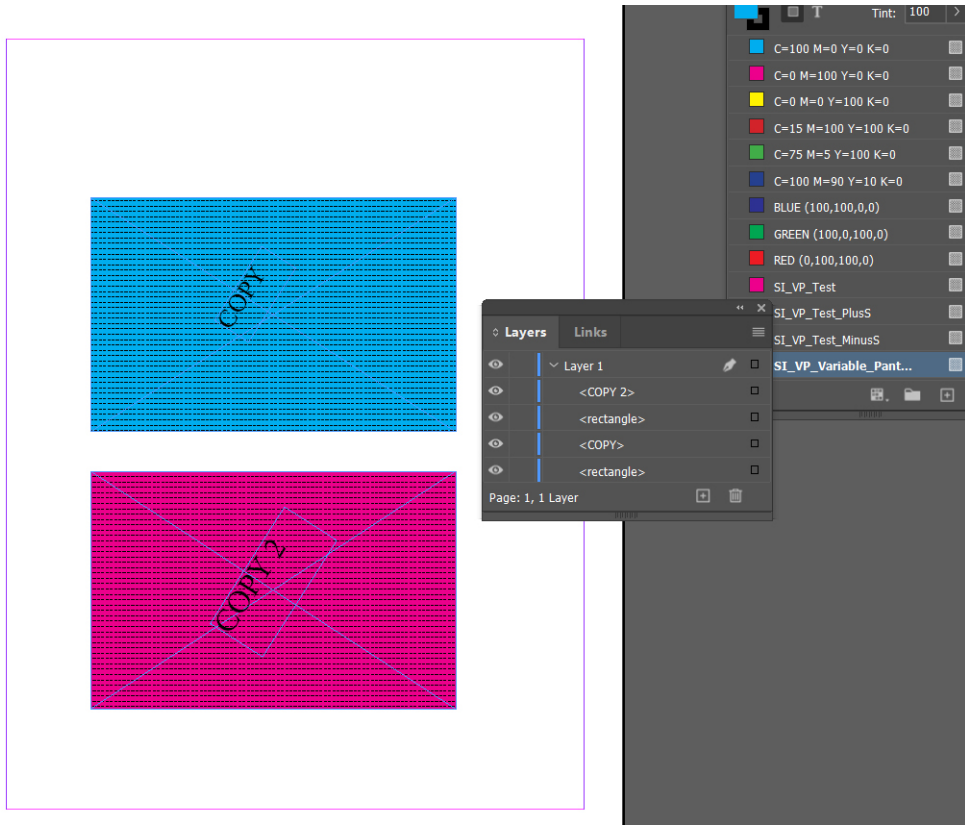 T
Tint: 100
C=100 M=0 Y=0 K=0
C=0 M=100 Y=0 K=0
C=0 M=0 Y=100 K=0
C=15 M=100 Y=100 K=0
C=75 M=5 Y=100 K=0
C=100 M=90 Y=10 K=0
BLUE (100,100,0,0)
GREEN (100,0,100,0)
RED (0,100,100,0)
SI_VP_Test
SI_VP_Test_PlusS
SI_VP_Test_MinusS
SI_VP_Variable_Pant...
COPY
COPY 2
Layers Links
Layer 1
<COPY 2>
<rectangle>
<COPY>
<rectangle>
Page: 1, 1 Layer